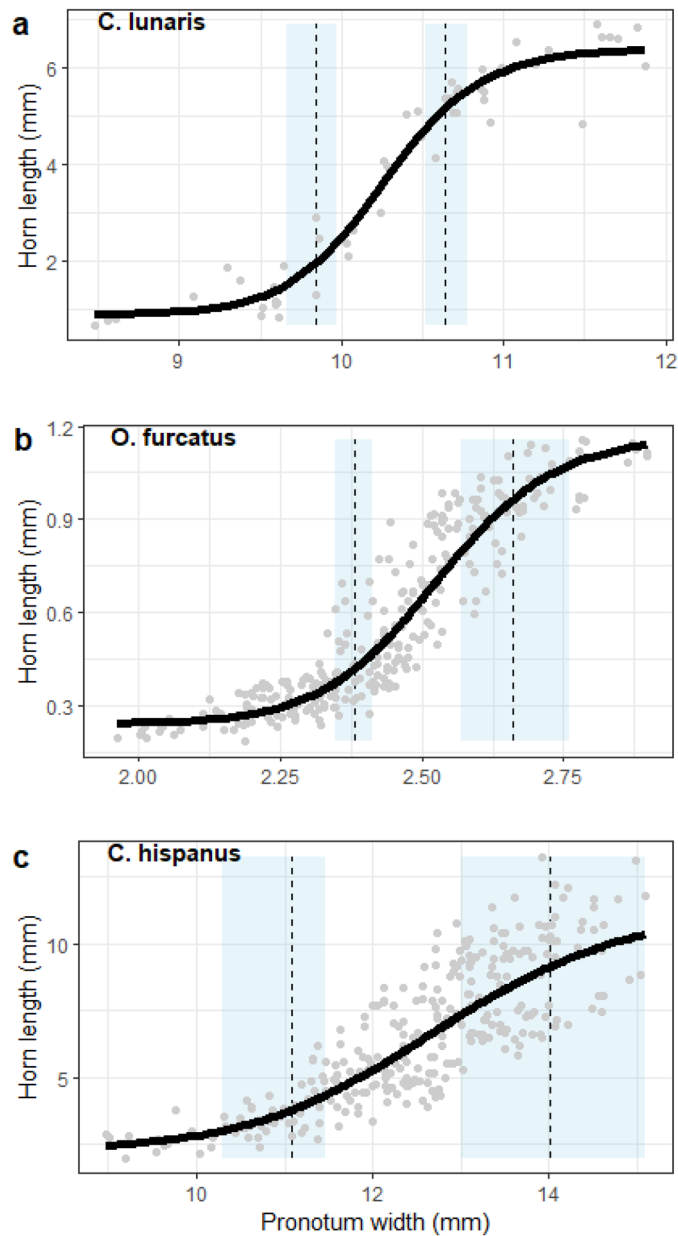 a
C. lunaris
Horn length (mm)
6
4
2
9 10 11 12
b
O. furcatus
Horn length (mm)
1.2
0.9
0.6
0.3
2.00 2.25 2.50 2.75
c
C. hispanus
Horn length (mm)
10
5
10 12 14
Pronotum width (mm)